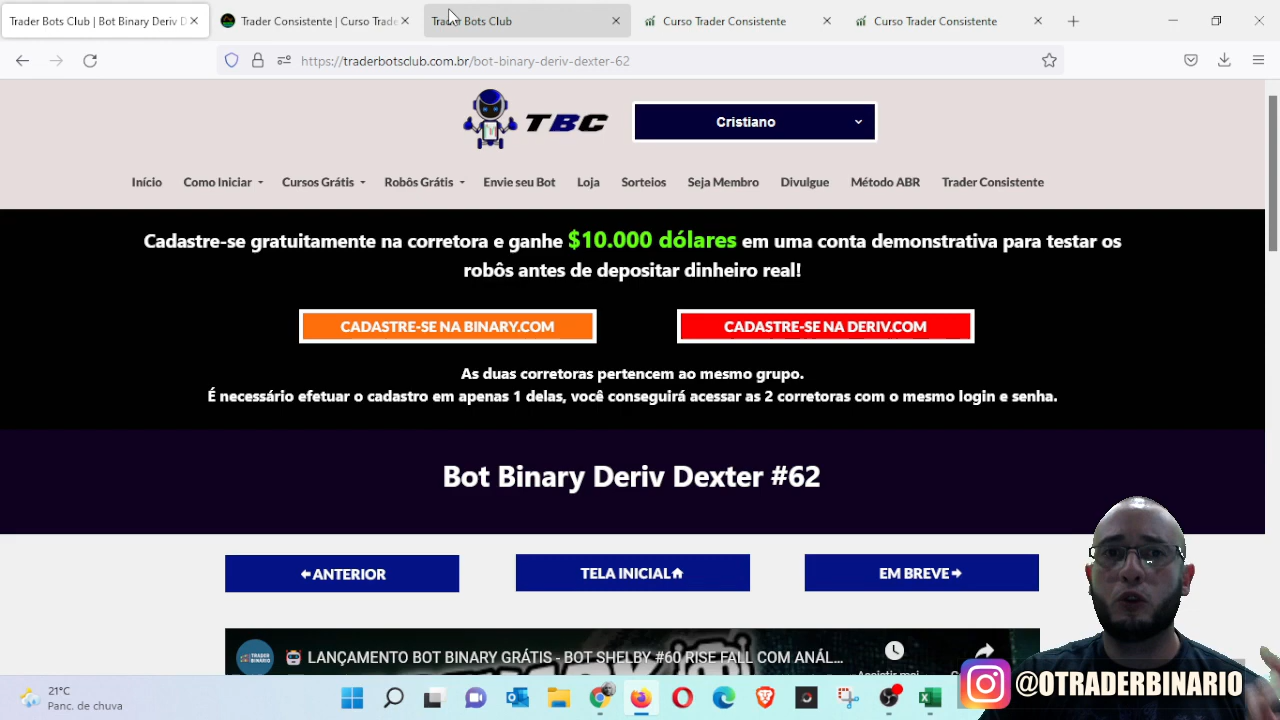 Trader Bots Club | Bot Binary Deriv D
Trader Consistente | Curso Trade
Trader Bots Club
Curso Trader Consistente
Curso Trader Consistente
https://traderbotsclub.com.br/bot-binary-deriv-dexter-62
TBC
Cristiano
Início Como Iniciar Cursos Grátis Robôs Grátis Envie seu Bot Loja Sorteios Seja Membro Divulgue Método ABR Trader Consistente
Cadastre-se gratuitamente na corretora e ganhe $10.000 dólares em uma conta demonstrativa para testar os
robôs antes de depositar dinheiro real!
CADASTRE-SE NA BINARY.COM
CADASTRE-SE NA DERIV.COM
As duas corretoras pertencem ao mesmo grupo.
É necessário efetuar o cadastro em apenas 1 delas, você conseguirá acessar as 2 corretoras com o mesmo login e senha.
Bot Binary Deriv Dexter #62
ANTERIOR
TELA INICIAL
EM BREVE
TRADER BINÁRIO
LANÇAMENTO BOT BINARY GRÁTIS - BOT SHELBY #60 RISE FALL COM ANÁL...
Assistir mai
21°C
Panc. de chuva
@OTRADERBINARIO